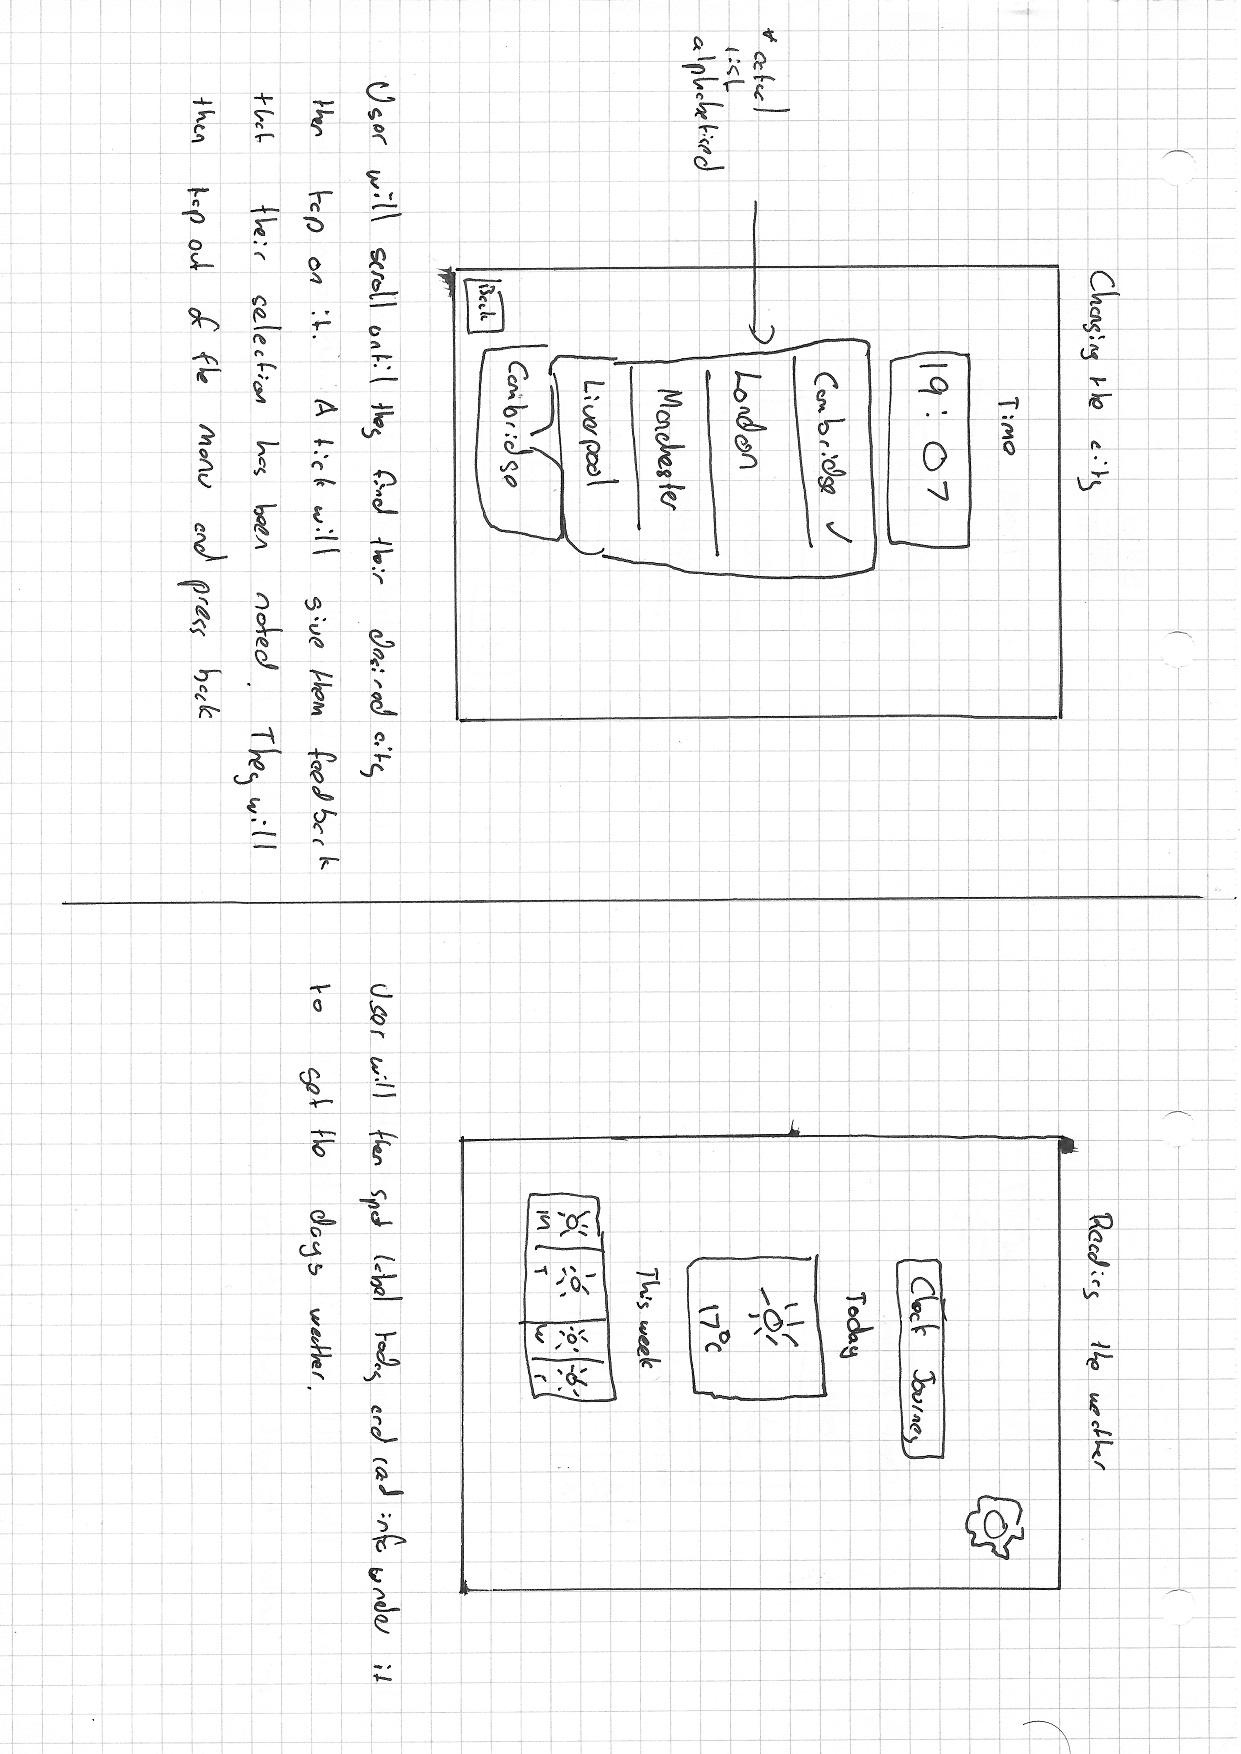 Changing the city
Time
19:07
Cambridge ✓
London
Manchester
Liverpool
Cambridge
Back
* actual
list
alphabetised
User will scroll until they find their desired city
then tap on it. A tick will give them feedback
that their selection has been noted. They will
then tap out of the menu and press back
Reading the weather
Clock Journey
Today
17°C
This week
M T W T
User will then spot label today and read info under it
to get the days weather.